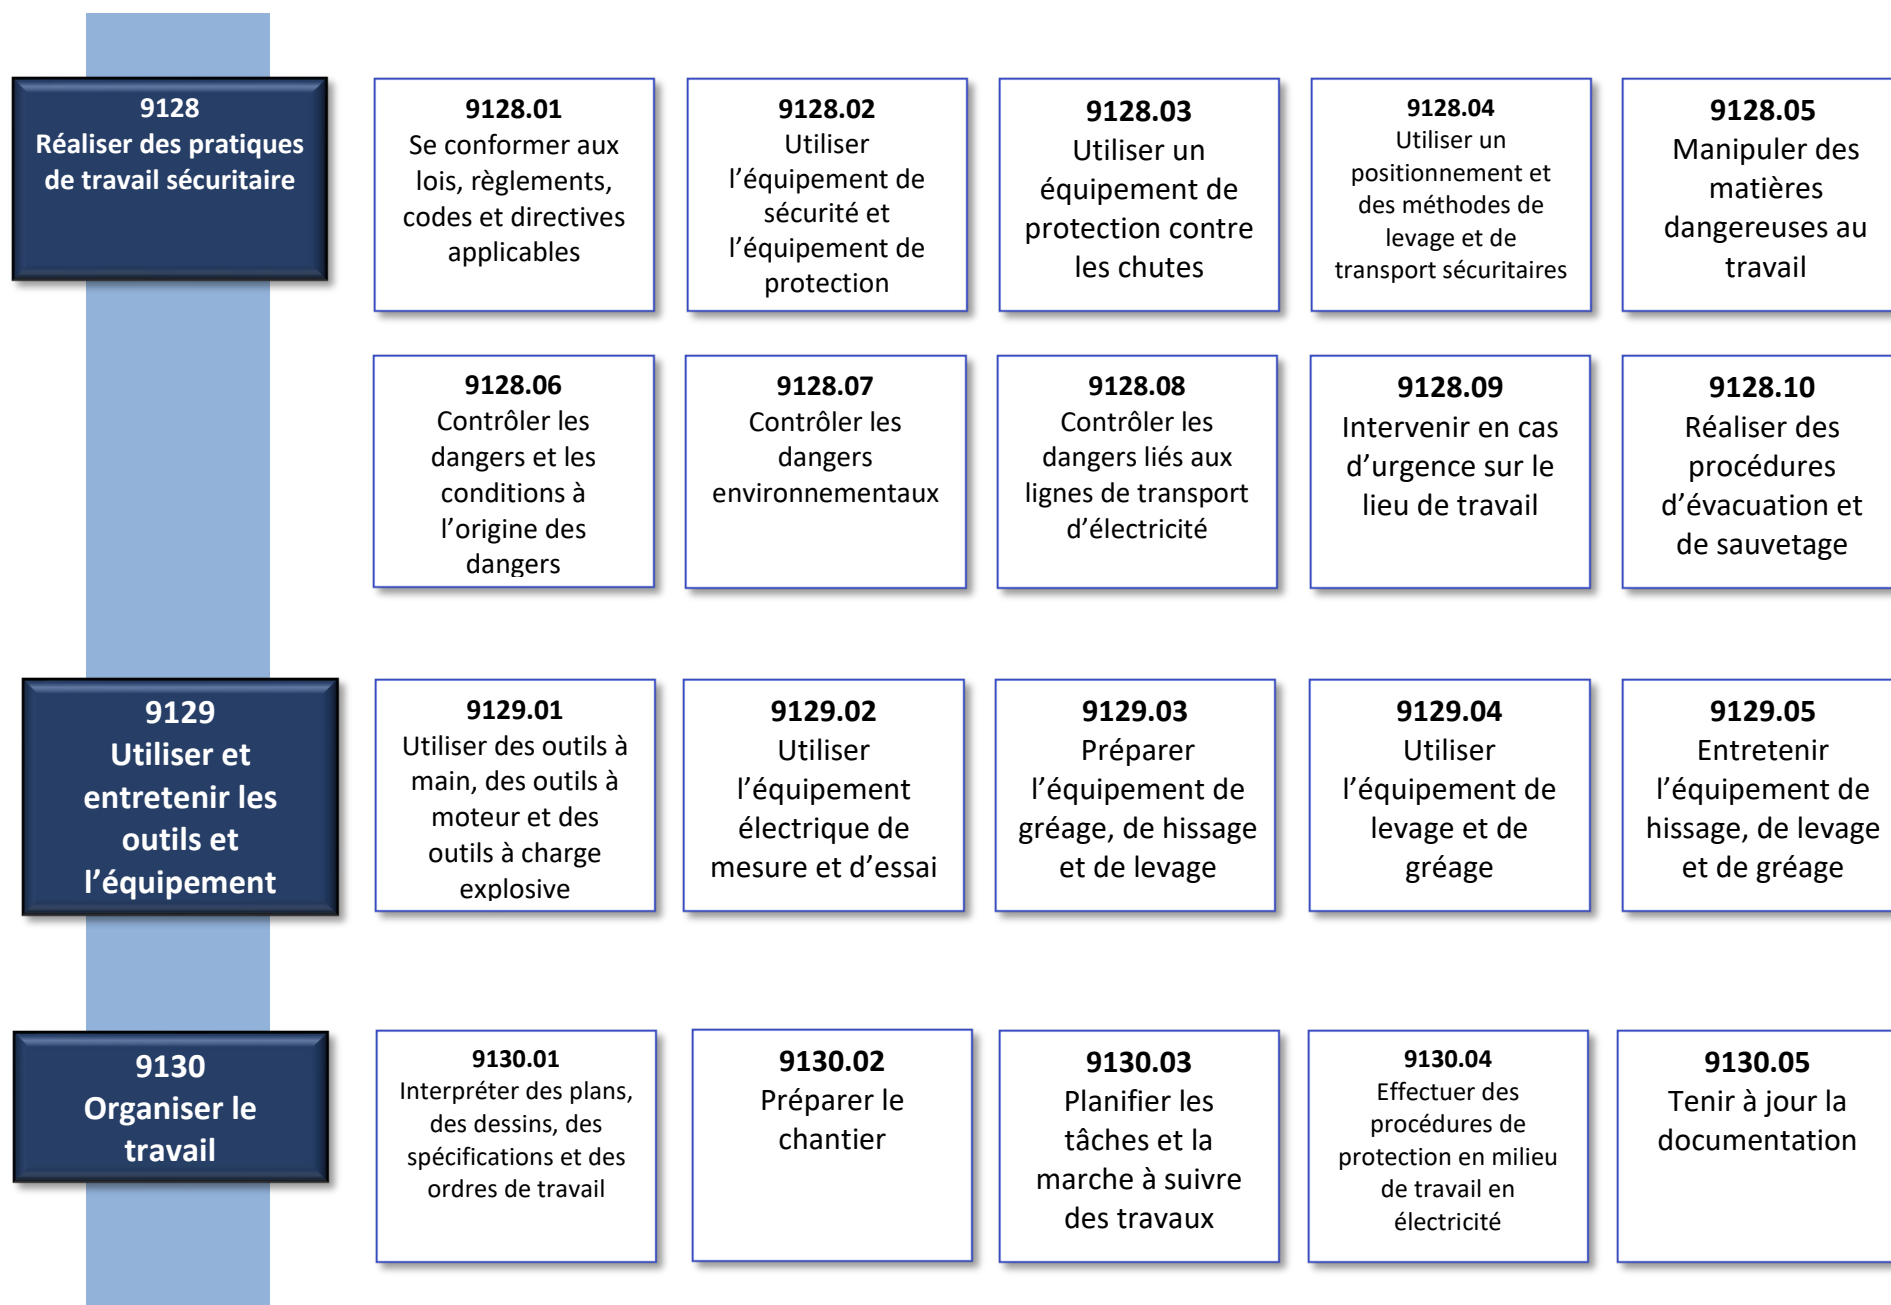 9128
Réaliser des pratiques
de travail sécuritaire
9128.01
Se conformer aux
lois, règlements,
codes et directives
applicables
9128.02
Utiliser
l’équipement de
sécurité et
l’équipement de
protection
9128.03
Utiliser un
équipement de
protection contre
les chutes
9128.04
Utiliser un
positionnement et
des méthodes de
levage et de
transport sécuritaires
9128.05
Manipuler des
matières
dangereuses au
travail
9128.06
Contrôler les
dangers et les
conditions à
l’origine des
dangers
9128.07
Contrôler les
dangers
environnementaux
9128.08
Contrôler les
dangers liés aux
lignes de transport
d’électricité
9128.09
Intervenir en cas
d’urgence sur le
lieu de travail
9128.10
Réaliser des
procédures
d’évacuation et
de sauvetage
9129
Utiliser et
entretenir les
outils et
l’équipement
9129.01
Utiliser des outils à
main, des outils à
moteur et des
outils à charge
explosive
9129.02
Utiliser
l’équipement
électrique de
mesure et d’essai
9129.03
Préparer
l’équipement de
gréage, de hissage
et de levage
9129.04
Utiliser
l’équipement de
levage et de
gréage
9129.05
Entretenir
l’équipement de
hissage, de levage
et de gréage
9130
Organiser le
travail
9130.01
Interpréter des plans,
des dessins, des
spécifications et des
ordres de travail
9130.02
Préparer le
chantier
9130.03
Planifier les
tâches et la
marche à suivre
des travaux
9130.04
Effectuer des
procédures de
protection en milieu
de travail en
électricité
9130.05
Tenir à jour la
documentation